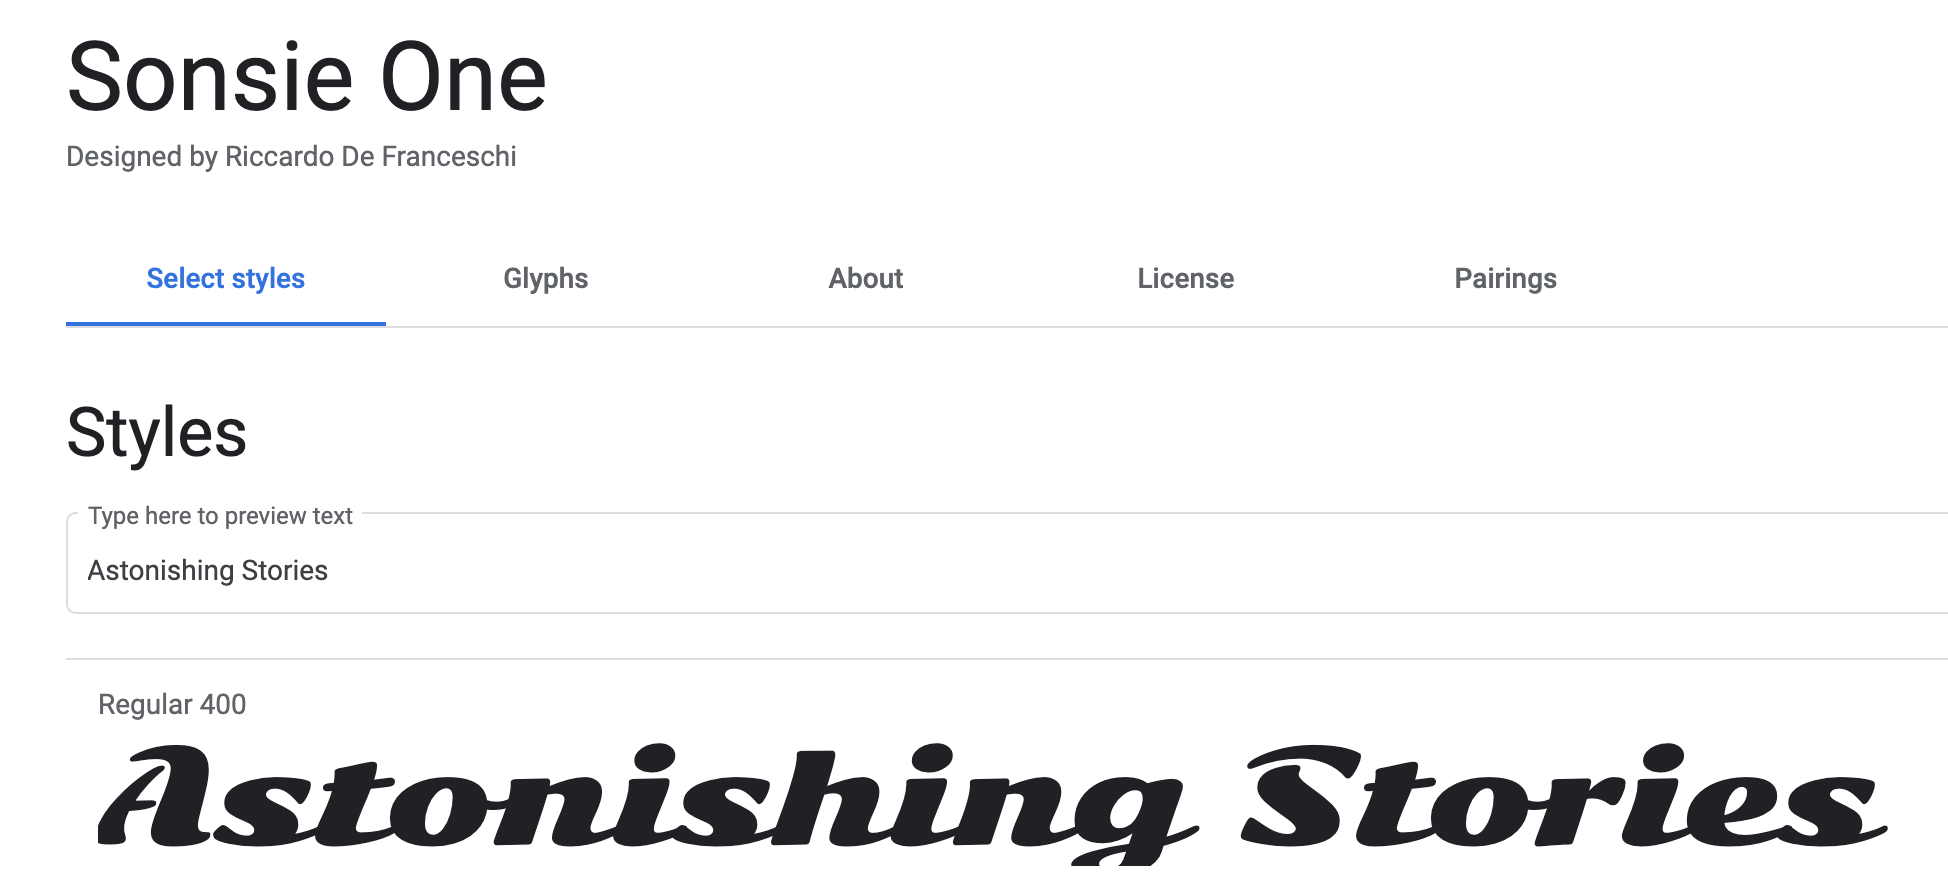 Sonsie One
Designed by Riccardo De Franceschi
Select styles Glyphs About License Pairings
Styles
Type here to preview text
Astonishing Stories
Regular 400
Astonishing Stories